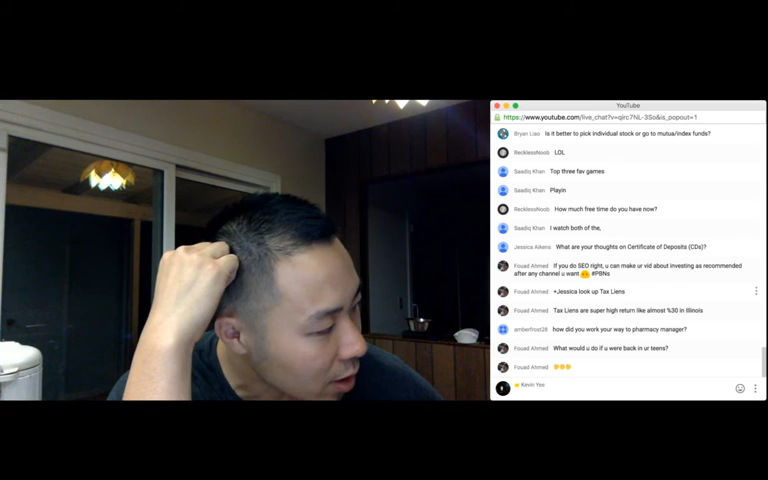 YouTube
https://www.youtube.com/live_chat?v=qirc7NL-3So&is_popout=1
Bryan Liao Is it better to pick individual stock or go to mutua/index funds?
RecklessNoob LOL
Saadiq Khan Top three fav games
Saadiq Khan Playin
RecklessNoob How much free time do you have now?
Saadiq Khan I watch both of the,
Jessica Aikens What are your thoughts on Certificate of Deposits (CDs)?
Fouad Ahmed If you do SEO right, u can make ur vid about investing as recommended
after any channel u want #PBNs
Fouad Ahmed +Jessica look up Tax Liens
Fouad Ahmed Tax Liens are super high return like almost %30 in Illinois
amberfrost28 how did you work your way to pharmacy manager?
Fouad Ahmed What would u do if u were back in ur teens?
Fouad Ahmed
Kevin Yee